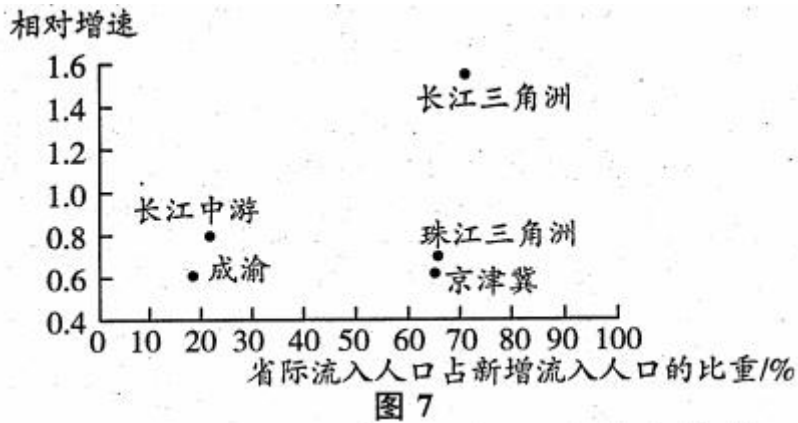 相对增速
1.6
长江三角洲
1.4
1.2
1.0
长江中游
0.8
珠江三角洲
成渝
京津冀
0.6
0.4
0 10 20 30 40 50 60 70 80 90 100
省际流入人口占新增流入人口的比重/%
图 7